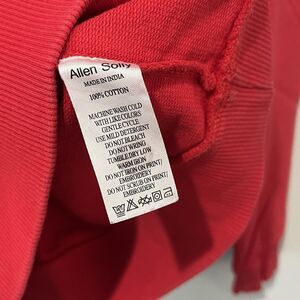 Allen Solly
MADE IN INDIA
100% COTTON
MACHINE WASH COLD
WITH LIKE COLORS
GENTLE CYCLE
USE MILD DETERGENT
DO NOT BLEACH
DO NOT WRING
TUMBLE DRY LOW
WARM IRON
DO NOT IRON ON PRINT/
EMBROIDERY
DO NOT SCRUB ON PRINT/
EMBROIDERY